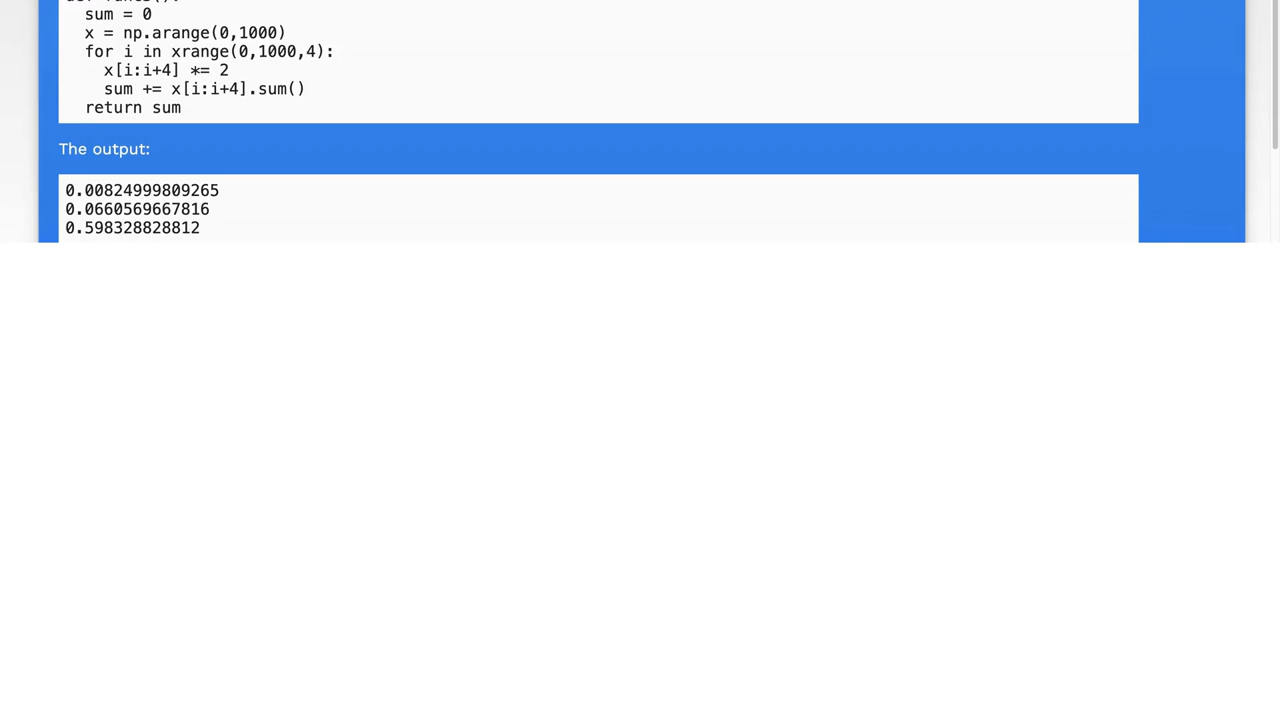 sum = 0
x = np.arange(0,1000)
for i in xrange(0,1000,4):
x[i:i+4] *= 2
sum += x[i:i+4].sum()
return sum
The output:
0.00824999809265
0.0660569667816
0.598328828812